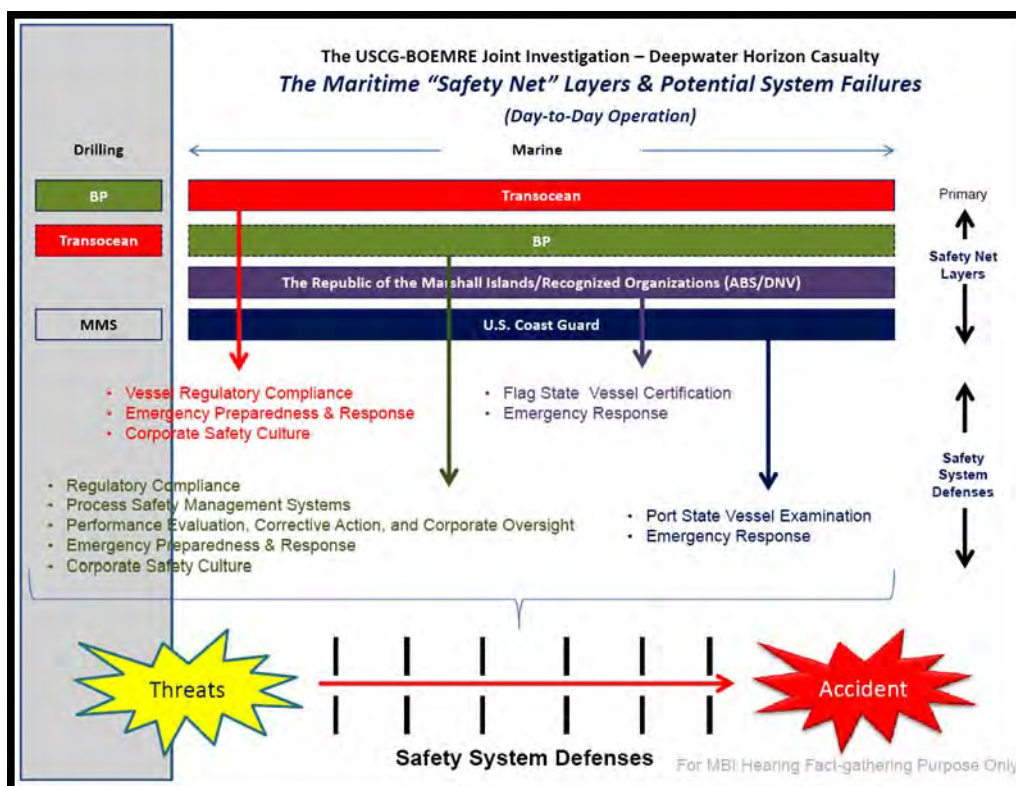 The USCG-BOEMRE Joint Investigation – Deepwater Horizon Casualty
The Maritime “Safety Net” Layers & Potential System Failures
(Day-to-Day Operation)
Drilling
Marine
BP
Transocean
Primary
Transocean
BP
Safety Net
Layers
The Republic of the Marshall Islands/Recognized Organizations (ABS/DNV)
MMS
U.S. Coast Guard
• Vessel Regulatory Compliance
• Emergency Preparedness & Response
• Corporate Safety Culture
• Flag State Vessel Certification
• Emergency Response
Safety
System
Defenses
• Regulatory Compliance
• Process Safety Management Systems
• Performance Evaluation, Corrective Action, and Corporate Oversight
• Emergency Preparedness & Response
• Corporate Safety Culture
• Port State Vessel Examination
• Emergency Response
Threats
Accident
Safety System Defenses
For MBI Hearing Fact-gathering Purpose Only